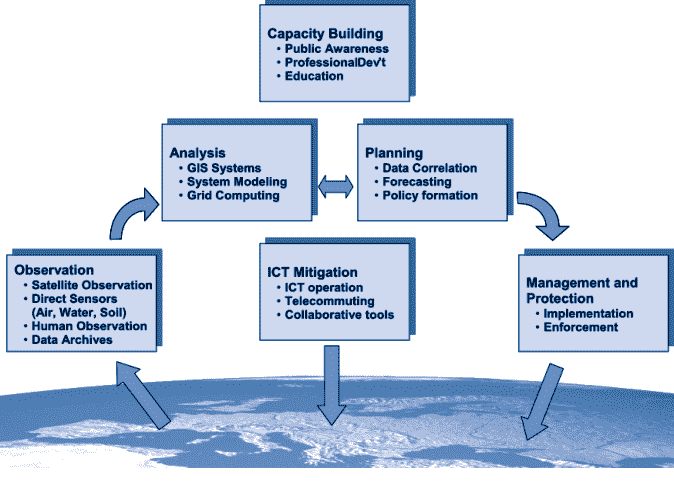 Capacity Building
• Public Awareness
• ProfessionalDev't
• Education
Analysis
• GIS Systems
• System Modeling
• Grid Computing
Planning
• Data Correlation
• Forecasting
• Policy formation
Observation
• Satellite Observation
• Direct Sensors
(Air, Water, Soil)
• Human Observation
• Data Archives
ICT Mitigation
• ICT operation
• Telecommuting
• Collaborative tools
Management and
Protection
• Implementation
• Enforcement